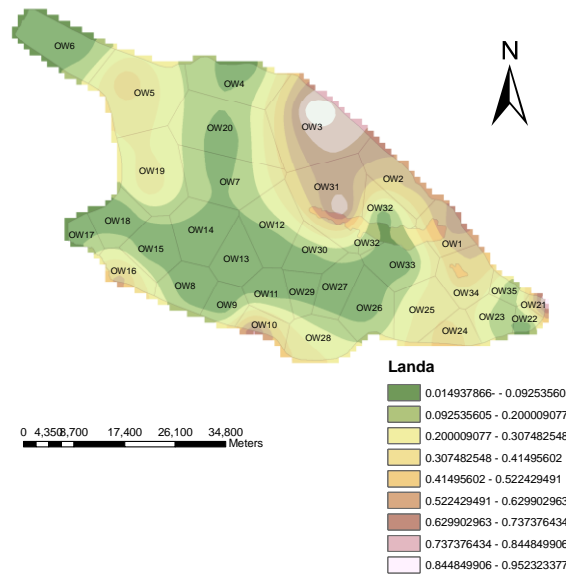 N
OW6
OW5
OW4
OW3
OW20
OW19
OW7
OW31
OW2
OW32
OW18
OW17
OW14
OW12
OW15
OW30
OW32
OW1
OW13
OW33
OW16
OW8
OW11
OW29
OW27
OW34
OW35
OW9
OW26
OW25
OW21
OW23
OW22
OW10
OW28
OW24
Landa
0.014937866- - 0.09253560
0.092535605 - 0.200009077
0.200009077 - 0.307482548
0.307482548 - 0.41495602
0.41495602 - 0.522429491
0.522429491 - 0.629902963
0.629902963 - 0.737376434
0.737376434 - 0.844849906
0.844849906 - 0.952323377
0 4,350 8,700 17,400 26,100 34,800
Meters